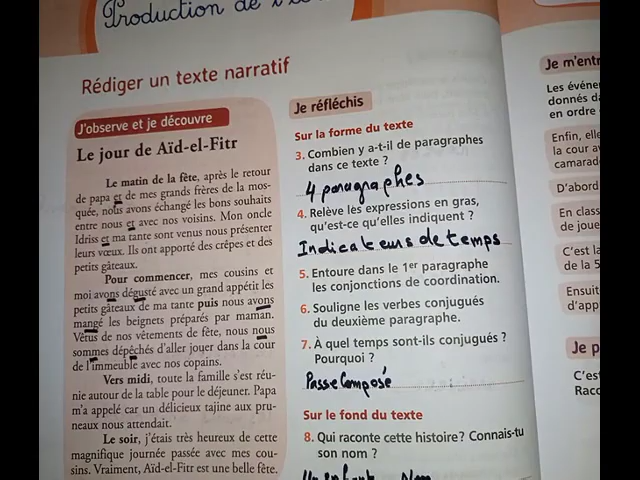 Production de l'
Rédiger un texte narratif
J'observe et je découvre
Le jour de Aïd-el-Fitr
Le matin de la fête, après le retour
de papa et de mes grands frères de la mos-
quée, nous avons échangé les bons souhaits
entre nous et avec nos voisins. Mon oncle
Idriss et ma tante sont venus nous présenter
leurs vœux. Ils ont apporté des crêpes et des
petits gâteaux.
Pour commencer, mes cousins et
moi avons dégusté avec un grand appétit les
petits gâteaux de ma tante puis nous avons
mangé les beignets préparés par maman.
Vêtus de nos vêtements de fête, nous nous
sommes dépêchés d'aller jouer dans la cour
de l'immeuble avec nos copains.
Vers midi, toute la famille s'est réu-
nie autour de la table pour le déjeuner. Papa
m'a appelé car un délicieux tajine aux pru-
neaux nous attendait.
Le soir, j'étais très heureux de cette
magnifique journée passée avec mes cou-
sins. Vraiment, Aïd-el-Fitr est une belle fête.
Je réfléchis
Sur la forme du texte
3. Combien y a-t-il de paragraphes
dans ce texte ?
4 paragraphes
4. Relève les expressions en gras,
qu'est-ce qu'elles indiquent ?
Indicateurs de temps
5. Entoure dans le 1er paragraphe
les conjonctions de coordination.
6. Souligne les verbes conjugués
du deuxième paragraphe.
7. À quel temps sont-ils conjugués ?
Pourquoi ?
Passe Composé
Sur le fond du texte
8. Qui raconte cette histoire? Connais-tu
son nom ?
Un enfant Non
Je m'entr
Les événe
donnés da
en ordre
Enfin, elle
la cour a
camarad
D'abord
En class
de joue
C'est la
de la 5
Ensuit
d'app
Je p
C'es
Raco